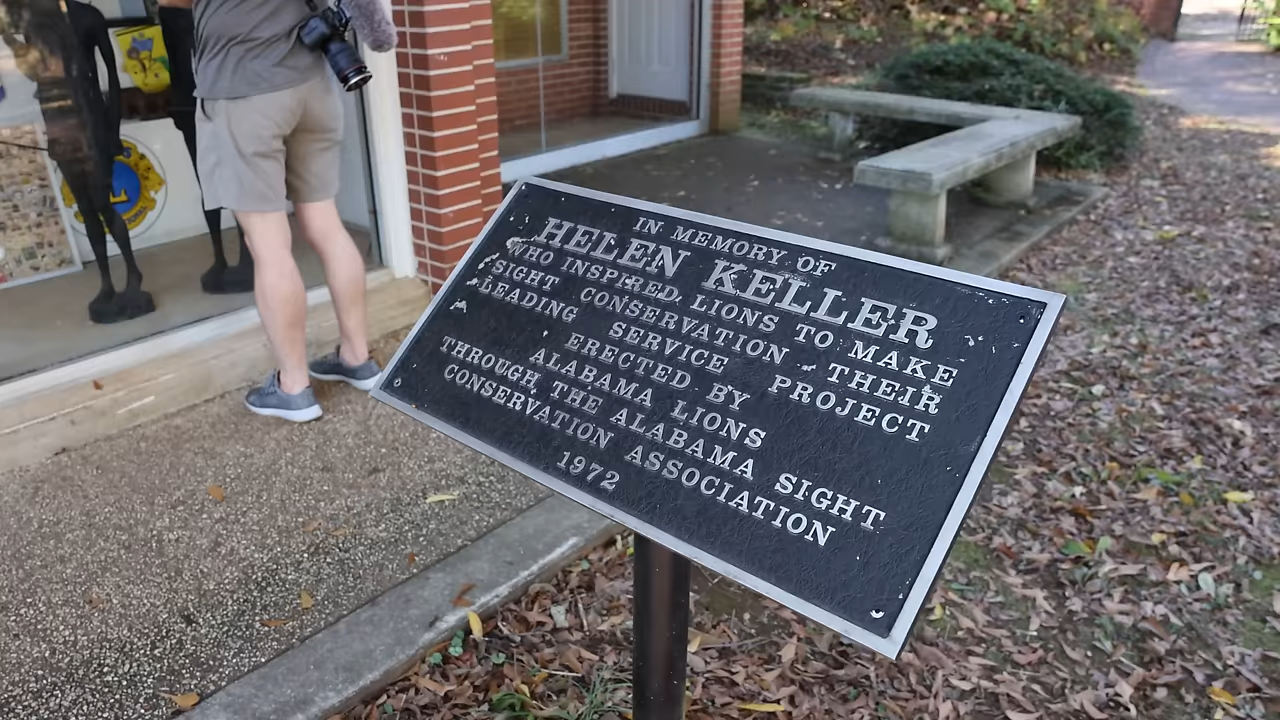 IN MEMORY OF
HELEN KELLER
WHO INSPIRED LIONS TO MAKE
SIGHT CONSERVATION THEIR
LEADING SERVICE PROJECT
ERECTED BY
ALABAMA LIONS
THROUGH THE ALABAMA SIGHT
CONSERVATION ASSOCIATION
1972